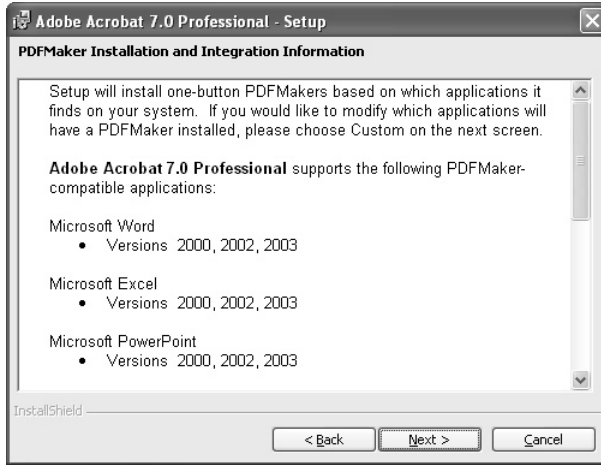 Adobe Acrobat 7.0 Professional - Setup
PDFMaker Installation and Integration Information
Setup will install one-button PDFMakers based on which applications it
finds on your system. If you would like to modify which applications will
have a PDFMaker installed, please choose Custom on the next screen.
Adobe Acrobat 7.0 Professional supports the following PDFMaker-
compatible applications:
Microsoft Word
• Versions 2000, 2002, 2003
Microsoft Excel
• Versions 2000, 2002, 2003
Microsoft PowerPoint
• Versions 2000, 2002, 2003
InstallShield
< Back Next > Cancel